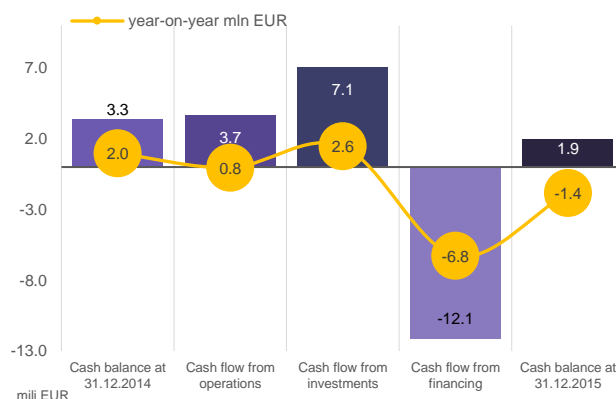 year-on-year mln EUR
7.0
2.0
-3.0
-8.0
-13.0
3.3
3.7
7.1
-12.1
1.9
2.0
0.8
2.6
-6.8
-1.4
Cash balance at
31.12.2014
Cash flow from
operations
Cash flow from
investments
Cash flow from
financing
Cash balance at
31.12.2015
milj EUR